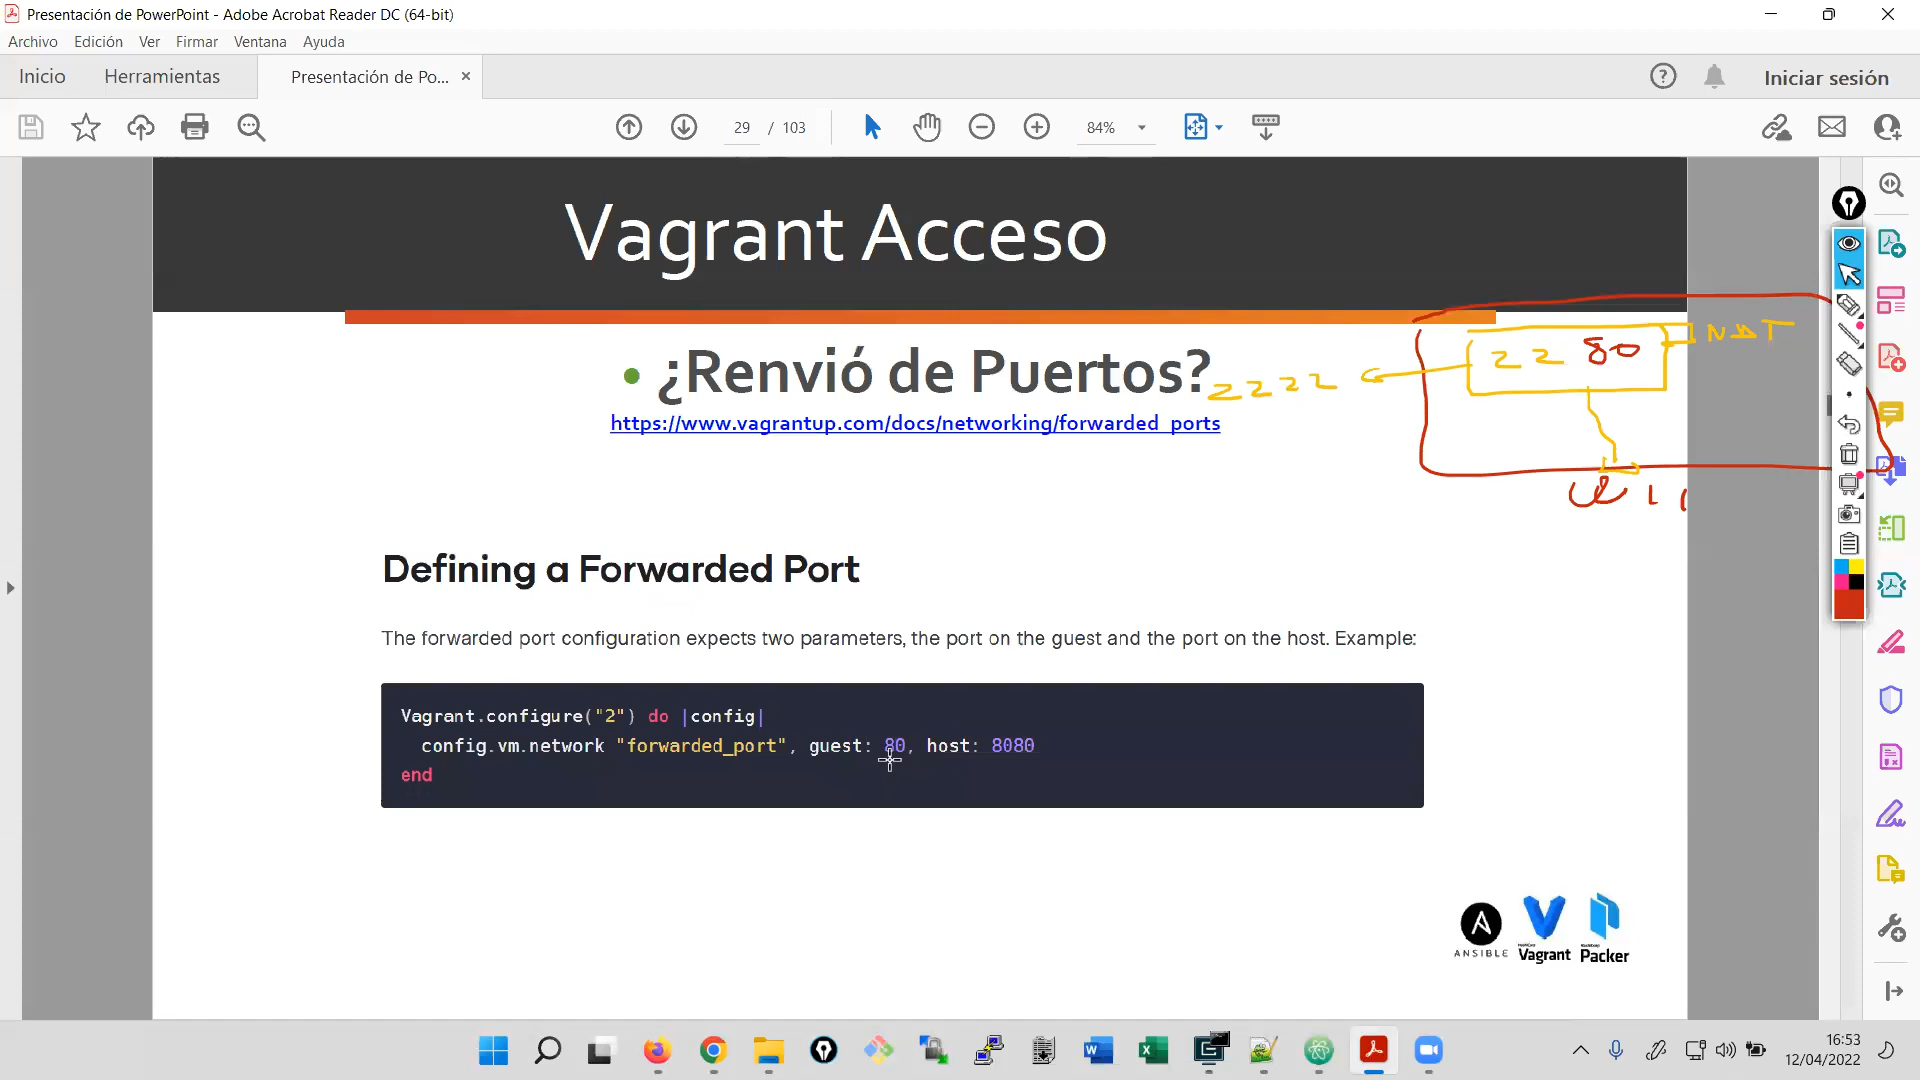 Presentación de PowerPoint - Adobe Acrobat Reader DC (64-bit)
Archivo Edición Ver Firmar Ventana Ayuda
Inicio Herramientas Presentación de Po... × Iniciar sesión
29 / 103 84%
Vagrant Acceso
• ¿Renvió de Puertos?
https://www.vagrantup.com/docs/networking/forwarded_ports
22 80 NAT
2222
Defining a Forwarded Port
The forwarded port configuration expects two parameters, the port on the guest and the port on the host. Example:
Vagrant.configure("2") do |config|
config.vm.network "forwarded_port", guest: 80, host: 8080
end
ANSIBLE
HashiCorp
Vagrant
HashiCorp
Packer
16:53
12/04/2022